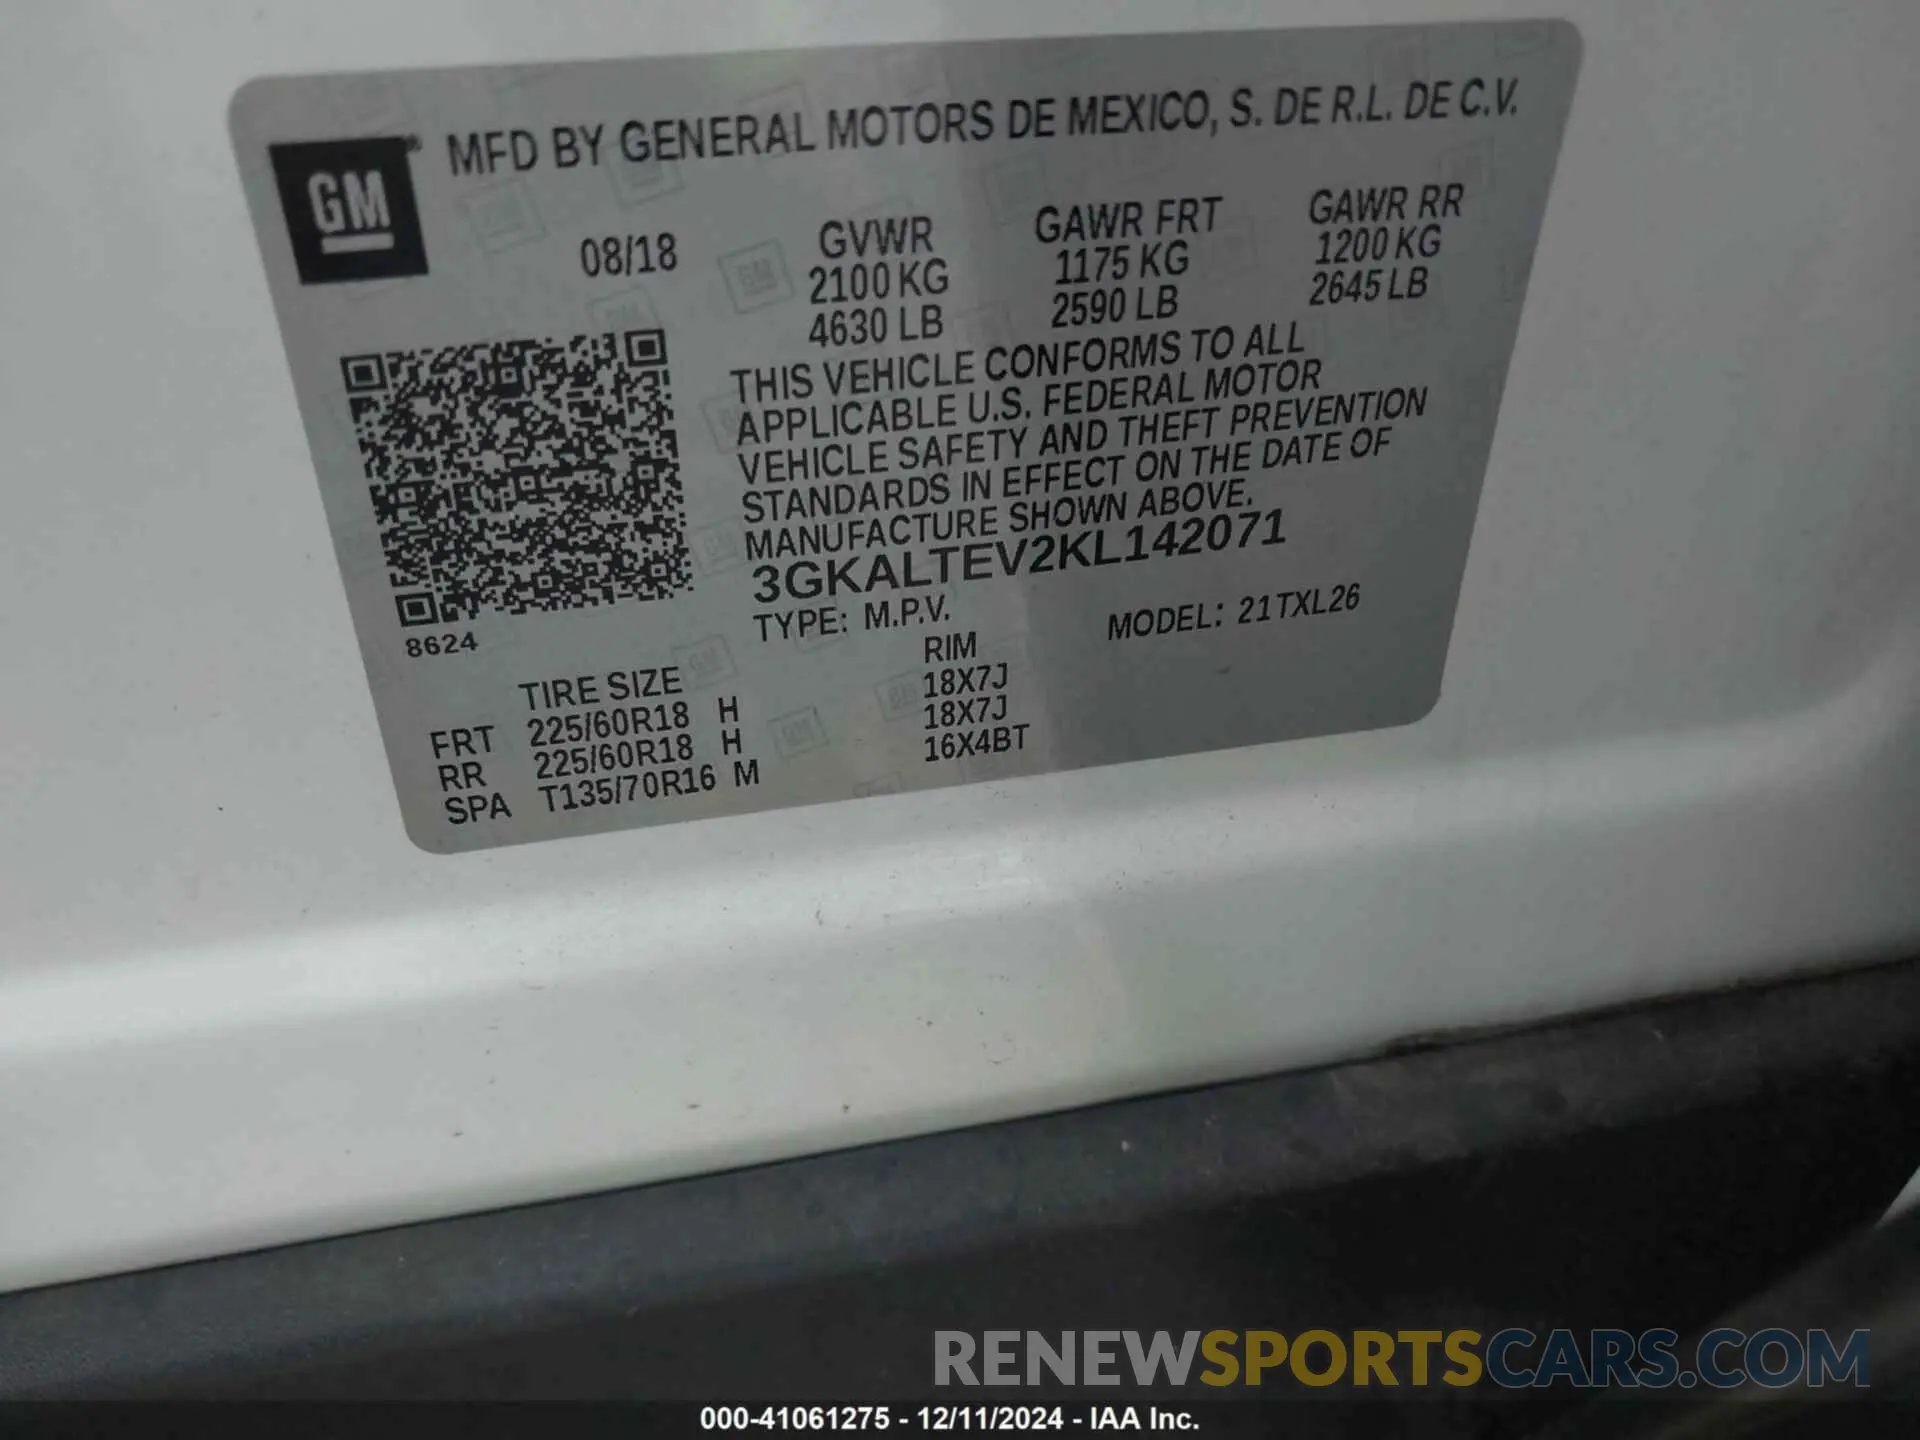 GM
MFD BY GENERAL MOTORS DE MEXICO, S. DE R.L. DE C.V.
08/18
GVWR
2100 KG
4630 LB
GAWR FRT
1175 KG
2590 LB
GAWR RR
1200 KG
2645 LB
THIS VEHICLE CONFORMS TO ALL
APPLICABLE U.S. FEDERAL MOTOR
VEHICLE SAFETY AND THEFT PREVENTION
STANDARDS IN EFFECT ON THE DATE OF
MANUFACTURE SHOWN ABOVE.
3GKALTEV2KL142071
TYPE: M.P.V. MODEL: 21TXL26
8624
TIRE SIZE RIM
FRT 225/60R18 H 18X7J
RR 225/60R18 H 18X7J
SPA T135/70R16 M 16X4BT
RENEWSPORTSCARS.COM
000-41061275 - 12/11/2024 - IAA Inc.